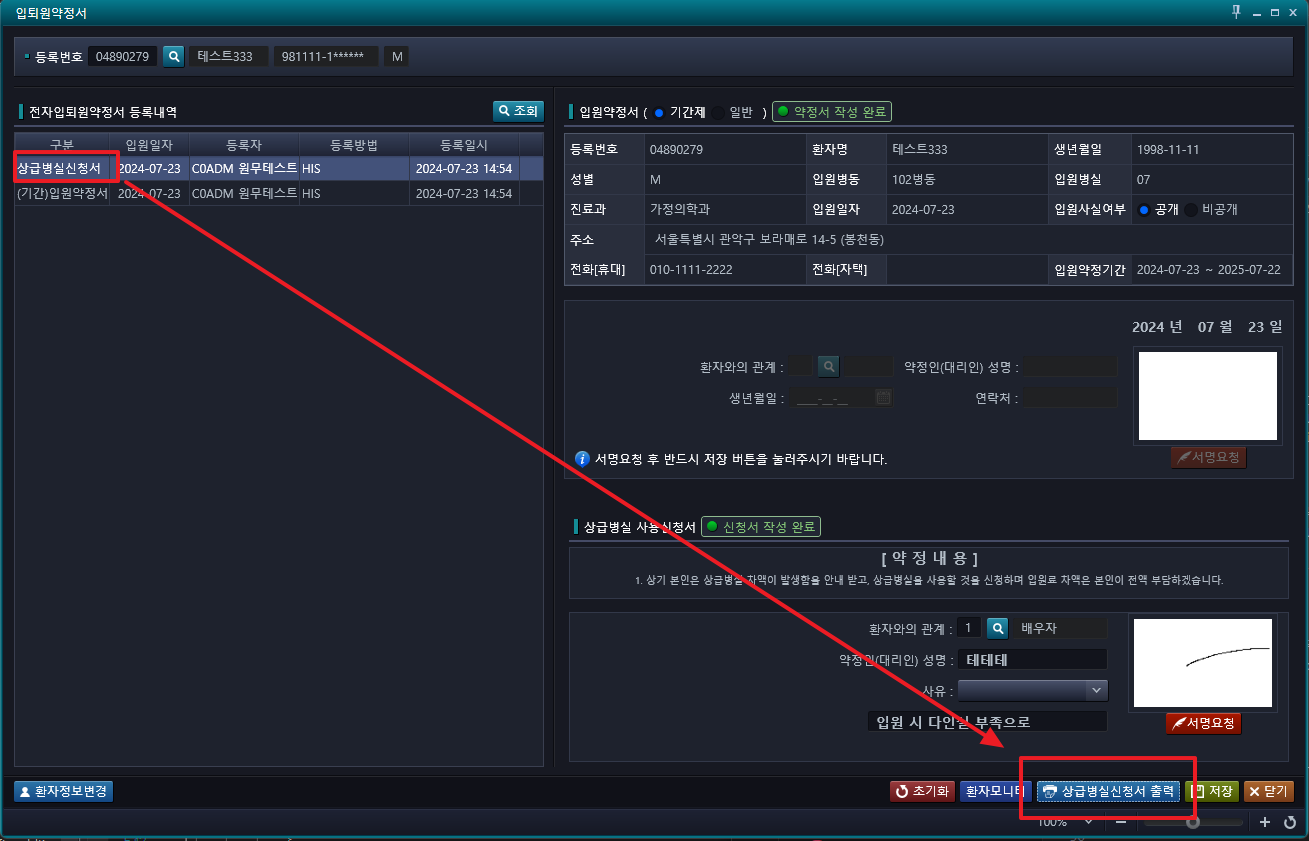 입퇴원약정서
등록번호 04890279 테스트333 981111-1****** M
전자입퇴원약정서 등록내역 조회
구분 입원일자 등록자 등록방법 등록일시
상급병실신청서 2024-07-23 C0ADM 원무테스트 HIS 2024-07-23 14:54
(기간)입원약정서 2024-07-23 C0ADM 원무테스트 HIS 2024-07-23 14:54
입원약정서 ( 기간제 일반 ) 약정서 작성 완료
등록번호 04890279 환자명 테스트333 생년월일 1998-11-11
성별 M 입원병동 102병동 입원병실 07
진료과 가정의학과 입원일자 2024-07-23 입원사실여부 공개 비공개
주소 서울특별시 관악구 보라매로 14-5 (봉천동)
전화[휴대] 010-1111-2222 전화[자택] 입원약정기간 2024-07-23 ~ 2025-07-22
2024 년 07 월 23 일
환자와의 관계 : 약정인(대리인) 성명 :
생년월일 : ____-__-__ 연락처 :
서명요청 후 반드시 저장 버튼을 눌러주시기 바랍니다.
서명요청
상급병실 사용신청서 신청서 작성 완료
[ 약 정 내 용 ]
1. 상기 본인은 상급병실 차액이 발생함을 안내 받고, 상급병실을 사용할 것을 신청하며 입원료 차액은 본인이 전액 부담하겠습니다.
환자와의 관계 : 1 배우자
약정인(대리인) 성명 : 테테테
사유 :
입원 시 다인실 부족으로
서명요청
환자정보변경 초기화 환자모니터 상급병실신청서 출력 저장 닫기
100%